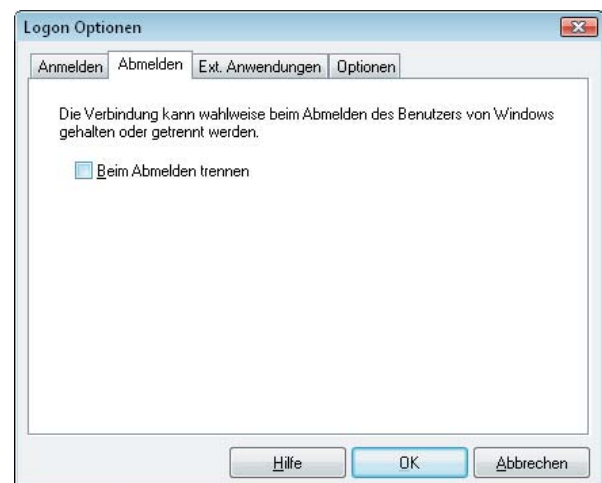 Logon Optionen
Anmelden Abmelden Ext. Anwendungen Optionen
Die Verbindung kann wahlweise beim Abmelden des Benutzers von Windows
gehalten oder getrennt werden.
Beim Abmelden trennen
Hilfe OK Abbrechen